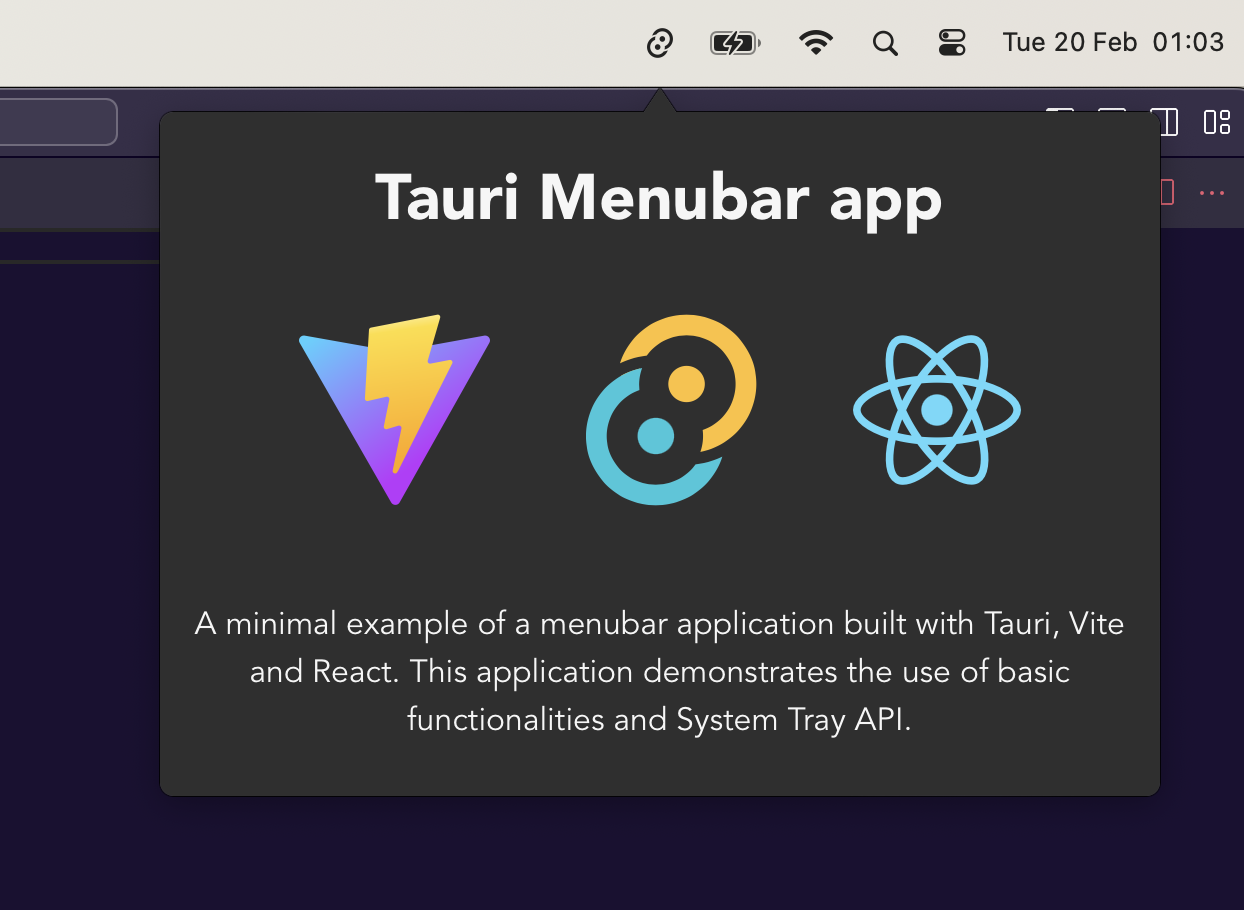 Tue 20 Feb 01:03
Tauri Menubar app
A minimal example of a menubar application built with Tauri, Vite
and React. This application demonstrates the use of basic
functionalities and System Tray API.